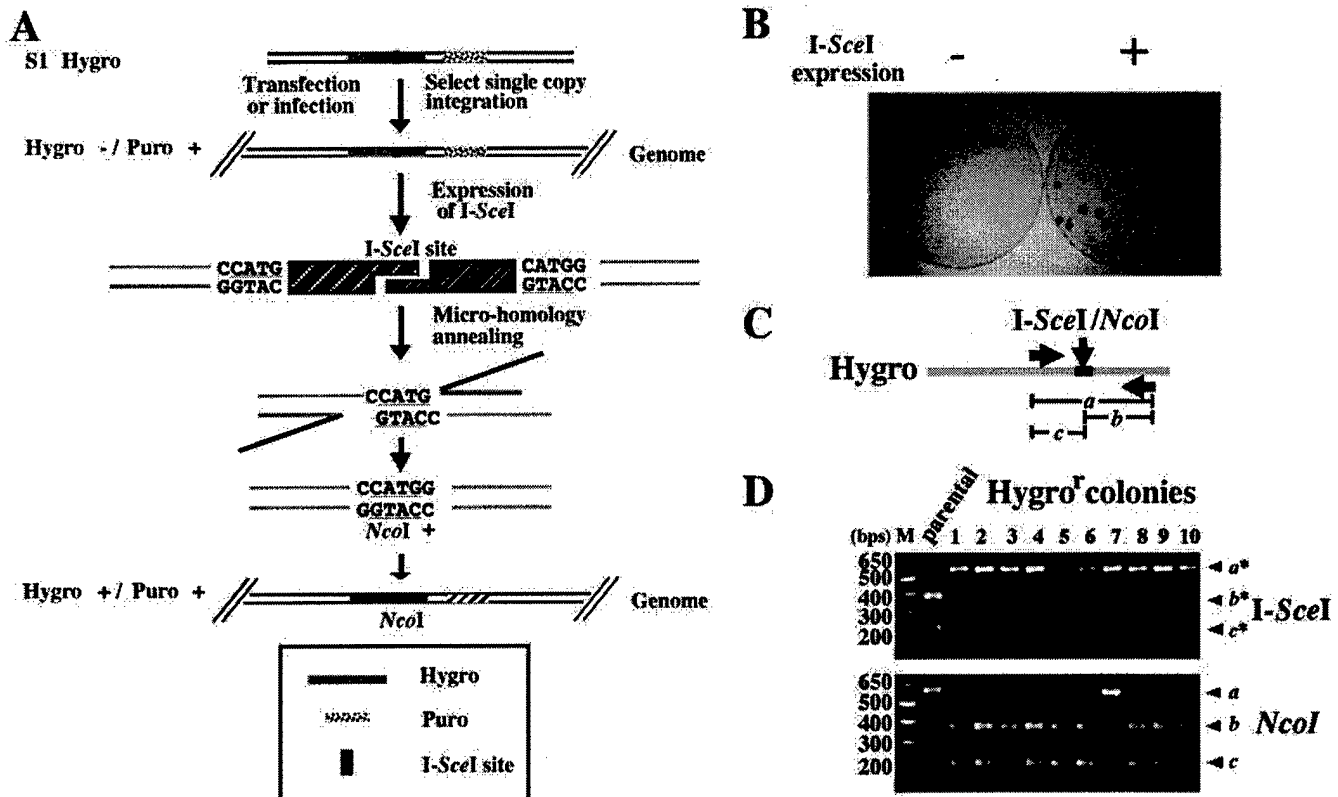 A
S1 Hygro
Transfection
or infection
Select single copy
integration
Hygro - / Puro +
Genome
Expression
of I-SceI
I-SceI site
CCATG
GGTAC
CATGG
GTACC
Micro-homology
annealing
CCATG
GTACC
CCATGG
GGTACC
NcoI +
Hygro + / Puro +
NcoI
Genome
Hygro
Puro
I-SceI site
B
I-SceI
expression
- +
C
I-SceI/NcoI
Hygro
a
b
c
D
Hygro^r colonies
(bps) M parental 1 2 3 4 5 6 7 8 9 10
650
500
400
300
200
a*
b*
c*
I-SceI
650
500
400
300
200
a
b
c
NcoI